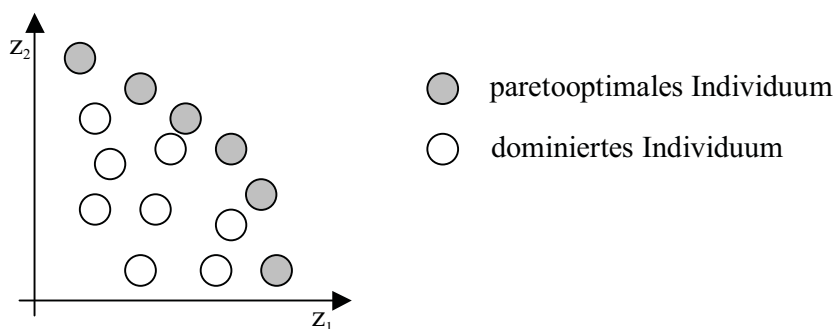 z2
paretooptimales Individuum
dominiertes Individuum
z1